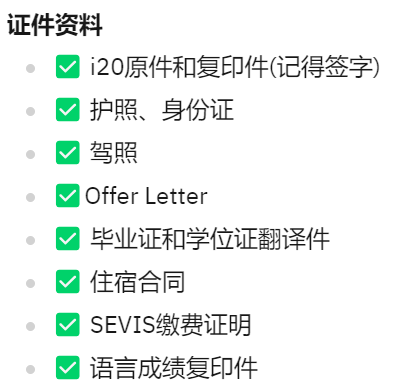 证件资料
✅ i20原件和复印件(记得签字)
✅ 护照、身份证
✅ 驾照
✅ Offer Letter
✅ 毕业证和学位证翻译件
✅ 住宿合同
✅ SEVIS缴费证明
✅ 语言成绩复印件